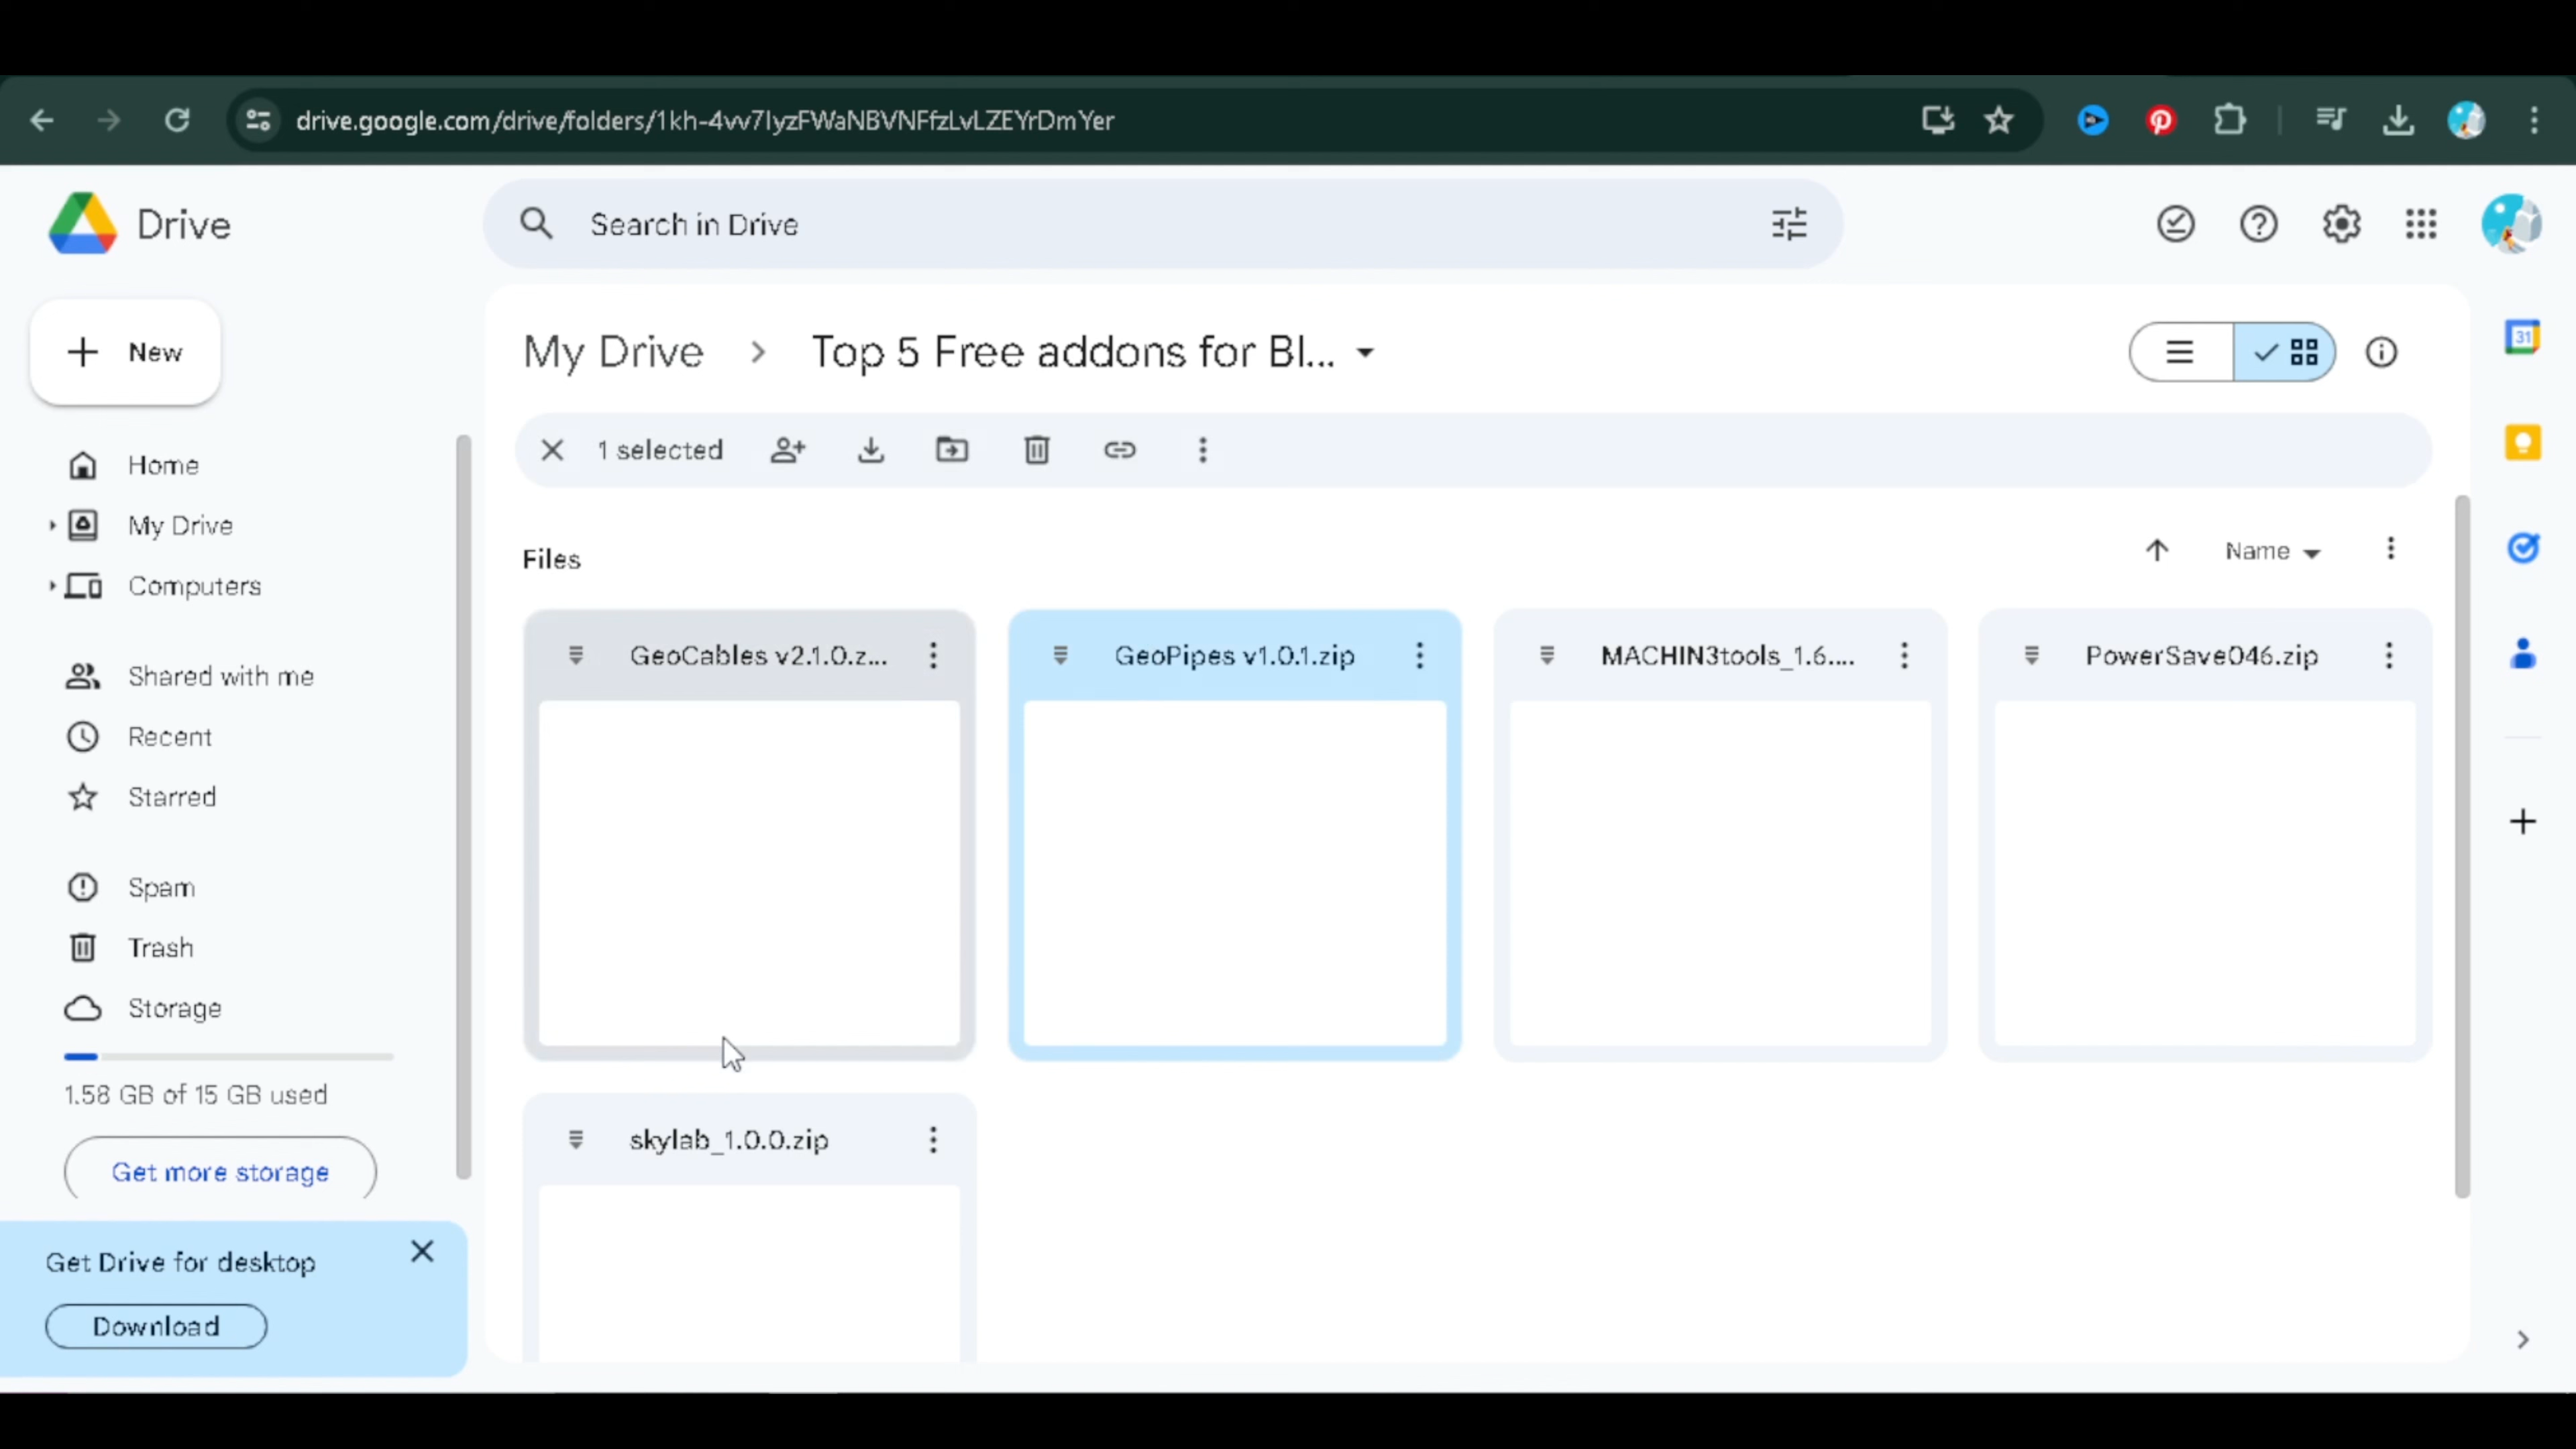 drive.google.com/drive/folders/1kh-4vv7IyzFWaNBVNFfzLvLZEYrDmYer
Drive
Search in Drive
New
My Drive
Top 5 Free addons for Bl...
1 selected
Home
My Drive
Computers
Shared with me
Recent
Starred
Spam
Trash
Storage
1.58 GB of 15 GB used
Get more storage
Get Drive for desktop
Download
Files
Name
GeoCables v2.1.0.z...
GeoPipes v1.0.1.zip
MACHIN3tools_1.6....
PowerSave046.zip
skylab_1.0.0.zip
31